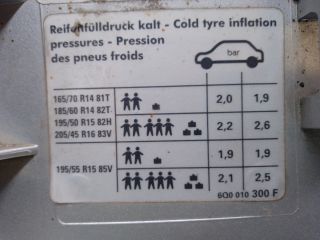 Reifenfülldruck kalt - Cold tyre inflation
pressures - Pression
des pneus froids
bar
165/70 R14 81T
185/60 R14 82T
195/50 R15 82H
205/45 R16 83V
2,0 1,9
2,2 2,6
195/55 R15 85V
1,9 1,9
2,1 2,5
6Q0 010 300 F